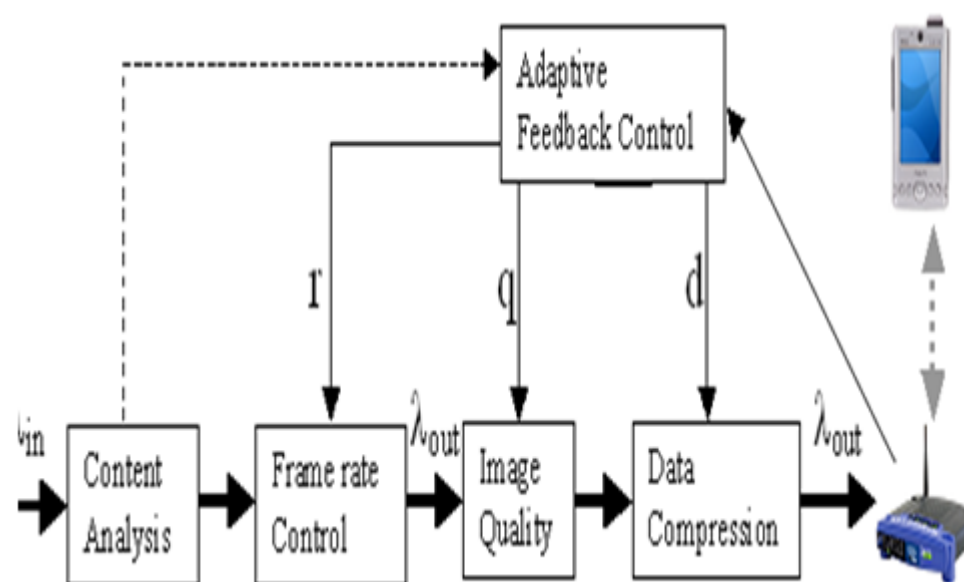 Adaptive
Feedback Control
r
q
d
in
λout
λout
Content
Analysis
Frame rate
Control
Image
Quality
Data
Compression